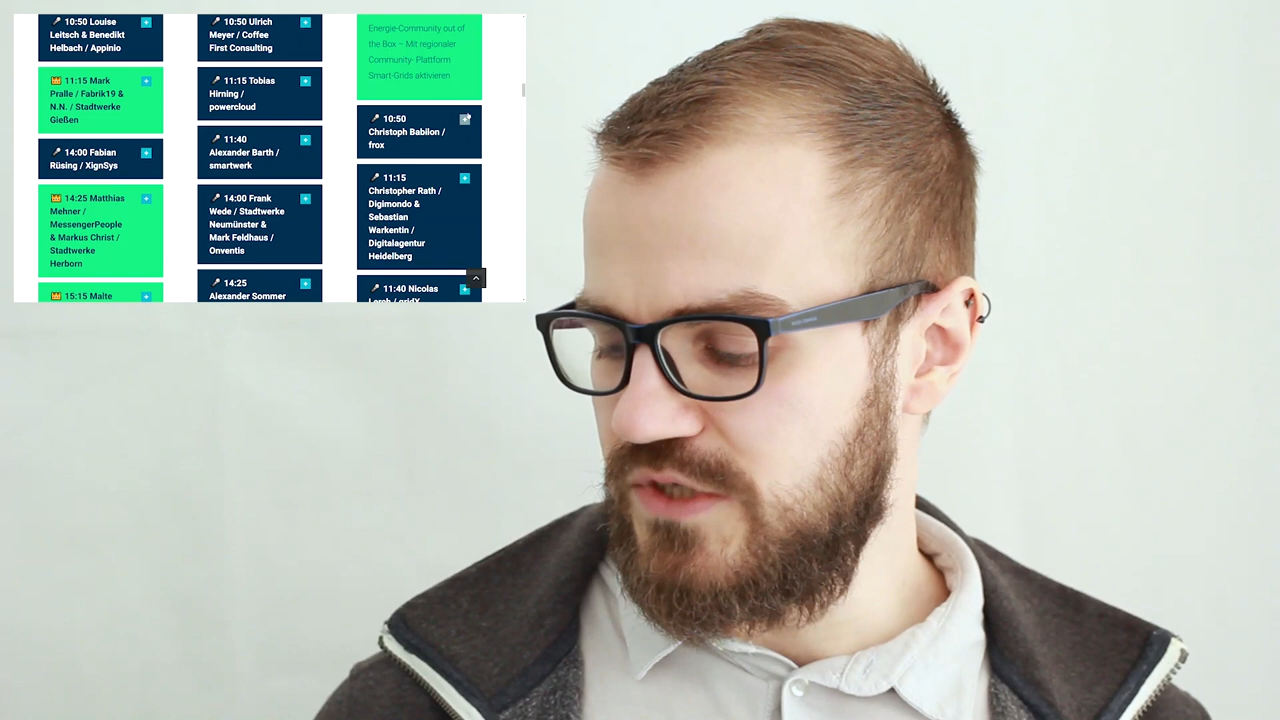 10:50 Louise
Leitsch & Benedikt
Helbach / Appinio
11:15 Mark
Pralle / Fabrik19 &
N.N. / Stadtwerke
Gießen
14:00 Fabian
Rüsing / XignSys
14:25 Matthias
Mehner /
MessengerPeople
& Markus Christ /
Stadtwerke
Herborn
15:15 Malte
10:50 Ulrich
Meyer / Coffee
First Consulting
11:15 Tobias
Hirning /
powercloud
11:40
Alexander Barth /
smartwerk
14:00 Frank
Wede / Stadtwerke
Neumünster &
Mark Feldhaus /
Onventis
14:25
Alexander Sommer
Energie-Community out of
the Box – Mit regionaler
Community- Plattform
Smart-Grids aktivieren
10:50
Christoph Babilon /
frox
11:15
Christopher Rath /
Digimondo &
Sebastian
Warkentin /
Digitalagentur
Heidelberg
11:40 Nicolas